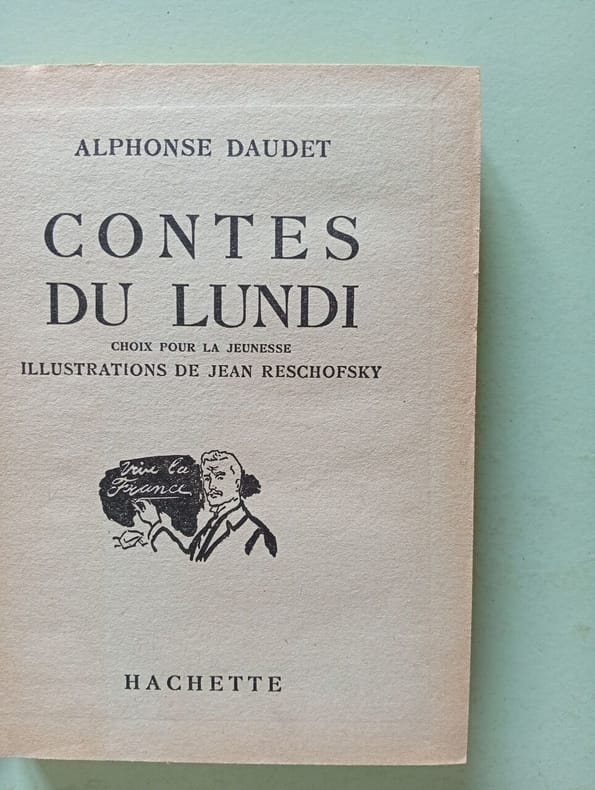 ALPHONSE DAUDET
CONTES
DU LUNDI
CHOIX POUR LA JEUNESSE
ILLUSTRATIONS DE JEAN RESCHOFSKY
Vive la
France
HACHETTE